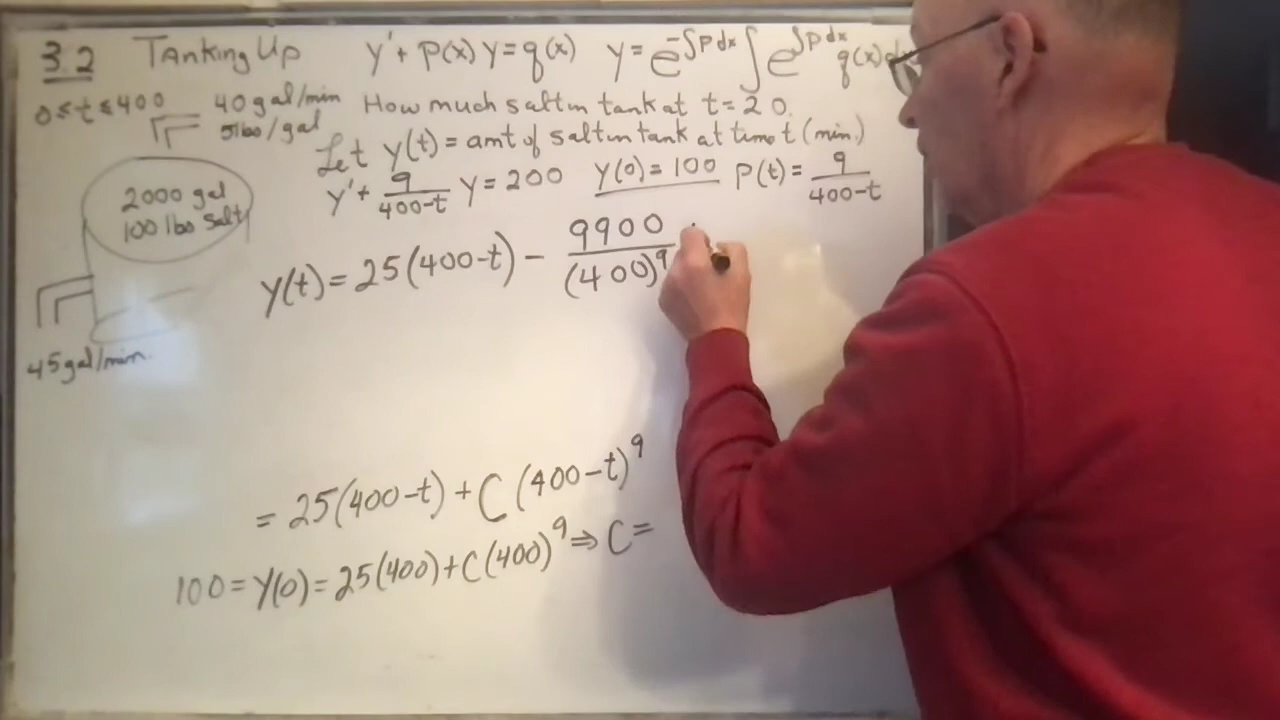 3.2 Tanking Up y' + p(x) y = q(x) y = e^{-∫p dx} ∫ e^{∫p dx} q(x) dx
0 ≤ t ≤ 400 40 gal/min How much salt in tank at t = 20.
5 lbs/gal
Let y(t) = amt of salt in tank at time t (min.)
y' + 9/(400-t) y = 200 y(0) = 100 p(t) = 9/(400-t)
2000 gal
100 lbs salt
y(t) = 25(400-t) - 9900/(400)^9
45 gal/min.
= 25(400-t) + C(400-t)^9
100 = y(0) = 25(400) + C(400)^9 ⇒ C =